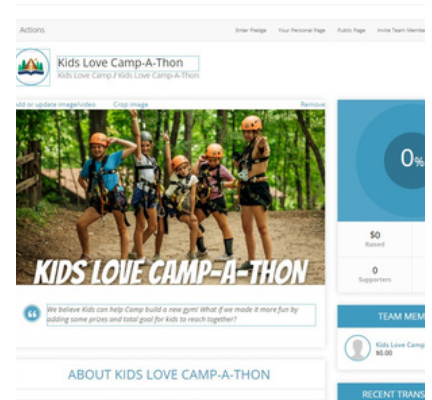 Actions
Enter Pledge Your Personal Page Public Page Invite Team Membe
Kids Love Camp-A-Thon
Kids Love Camp / Kids Love Camp-A-Thon
dd or update image/video Crop image Remove
KIDS LOVE CAMP-A-THON
0%
$0
Raised
0
Supporters
We believe Kids can help Camp build a new gym! What if we made it more fun by
adding some prizes and total goal for kids to reach together?
TEAM MEM
Kids Love Camp
$0.00
ABOUT KIDS LOVE CAMP-A-THON
RECENT TRANS